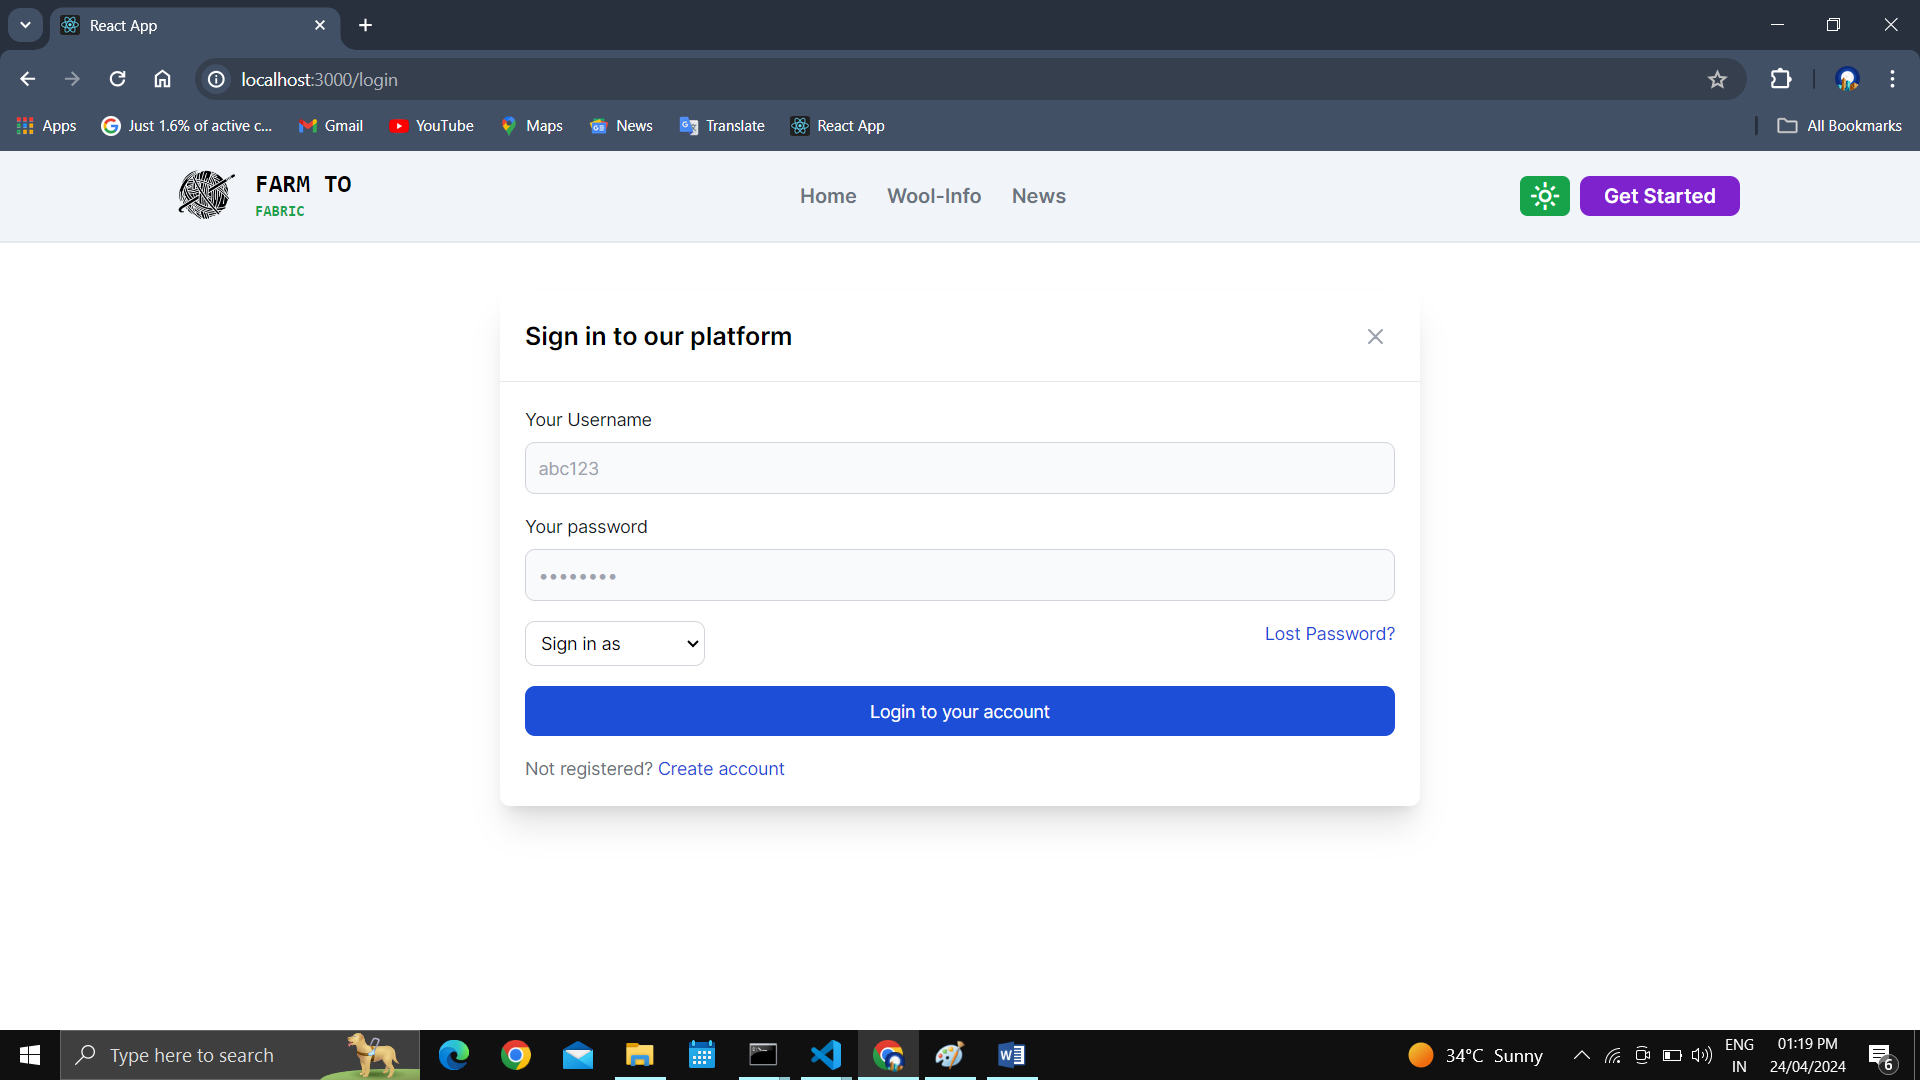 React App
localhost:3000/login
Apps
Just 1.6% of active c...
Gmail
YouTube
Maps
News
Translate
React App
All Bookmarks
FARM TO
FABRIC
Home
Wool-Info
News
Get Started
Sign in to our platform
Your Username
abc123
Your password
••••••••
Sign in as
Lost Password?
Login to your account
Not registered? Create account
Type here to search
34°C Sunny
ENG
IN
01:19 PM
24/04/2024
6